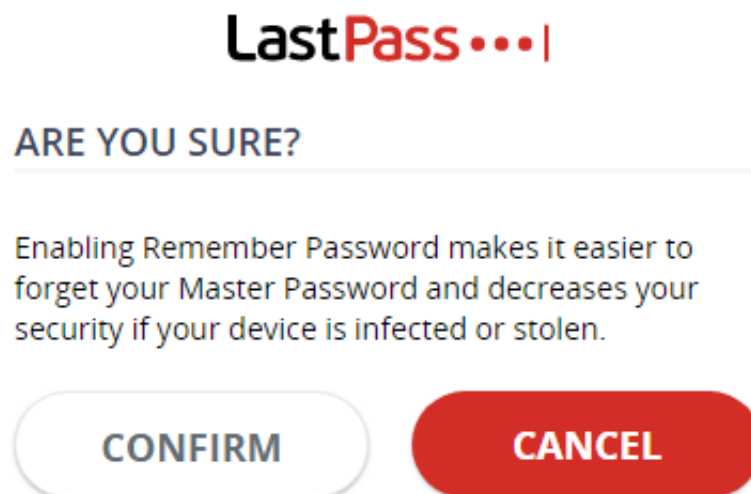 LastPass
ARE YOU SURE?
Enabling Remember Password makes it easier to
forget your Master Password and decreases your
security if your device is infected or stolen.
CONFIRM CANCEL